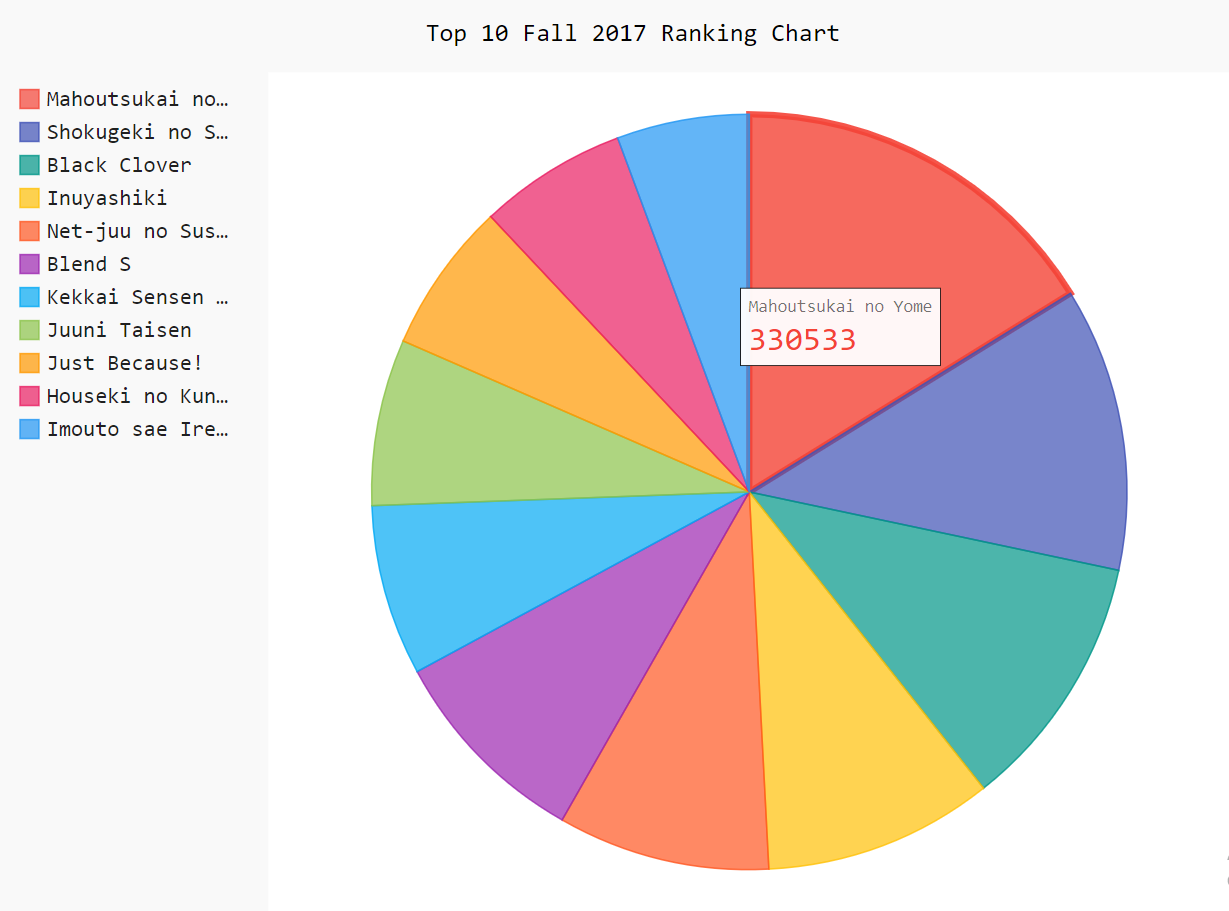 Top 10 Fall 2017 Ranking Chart
Mahoutsukai no…
Shokugeki no S…
Black Clover
Inuyashiki
Net-juu no Sus…
Blend S
Kekkai Sensen …
Juuni Taisen
Just Because!
Houseki no Kun…
Imouto sae Ire…
Mahoutsukai no Yome
330533